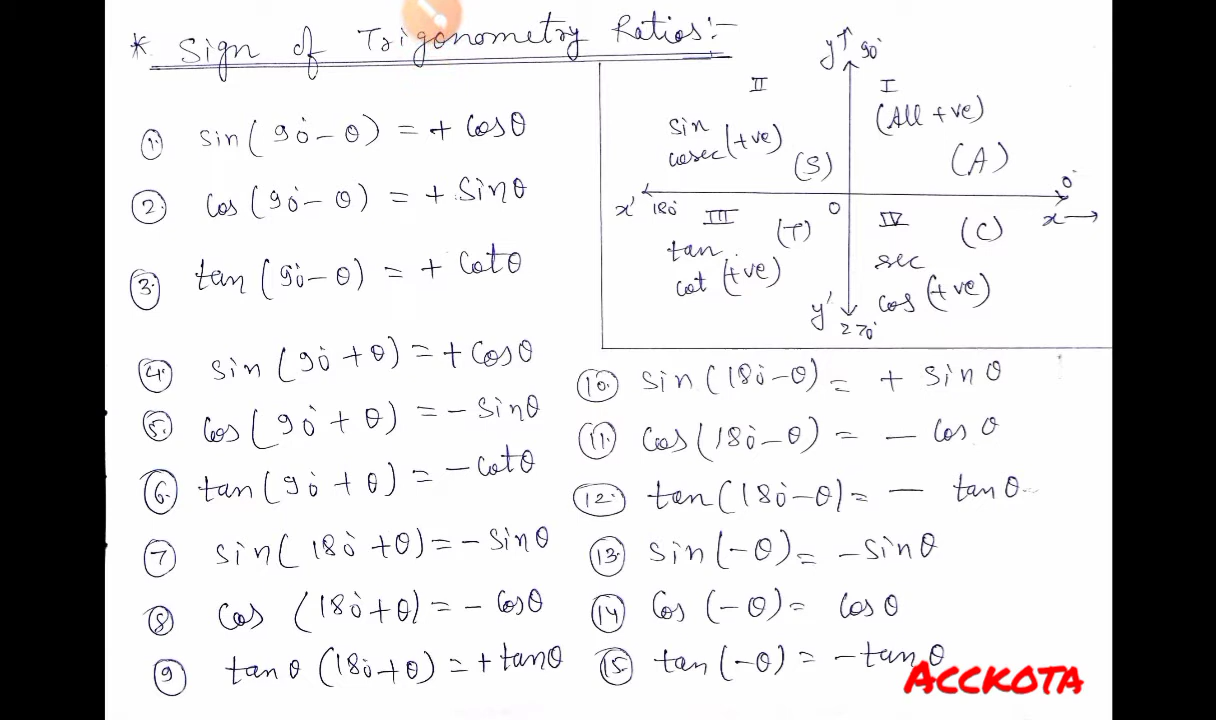 * Sign of Trigonometry Ratios:-
① sin(90°-θ) = + cosθ
② cos(90°-θ) = + sinθ
③ tan(90°-θ) = + cotθ
④ sin(90°+θ) = + cosθ
⑤ cos(90°+θ) = - sinθ
⑥ tan(90°+θ) = - cotθ
⑦ sin(180°+θ) = - sinθ
⑧ cos(180°+θ) = - cosθ
⑨ tanθ(180°+θ) = + tanθ
y↑ 90°
II
I
sin
cosec (+ve)
(S)
(All +ve)
(A)
x' 180°
0
0°
x→
III
IV
tan
cot (+ve)
(T)
sec
cos (+ve)
(C)
y'
270°
⑩ sin(180°-θ) = + sinθ
⑪ cos(180°-θ) = - cosθ
⑫ tan(180°-θ) = - tanθ
⑬ sin(-θ) = - sinθ
⑭ cos(-θ) = cosθ
⑮ tan(-θ) = - tanθ
ACCKOTA